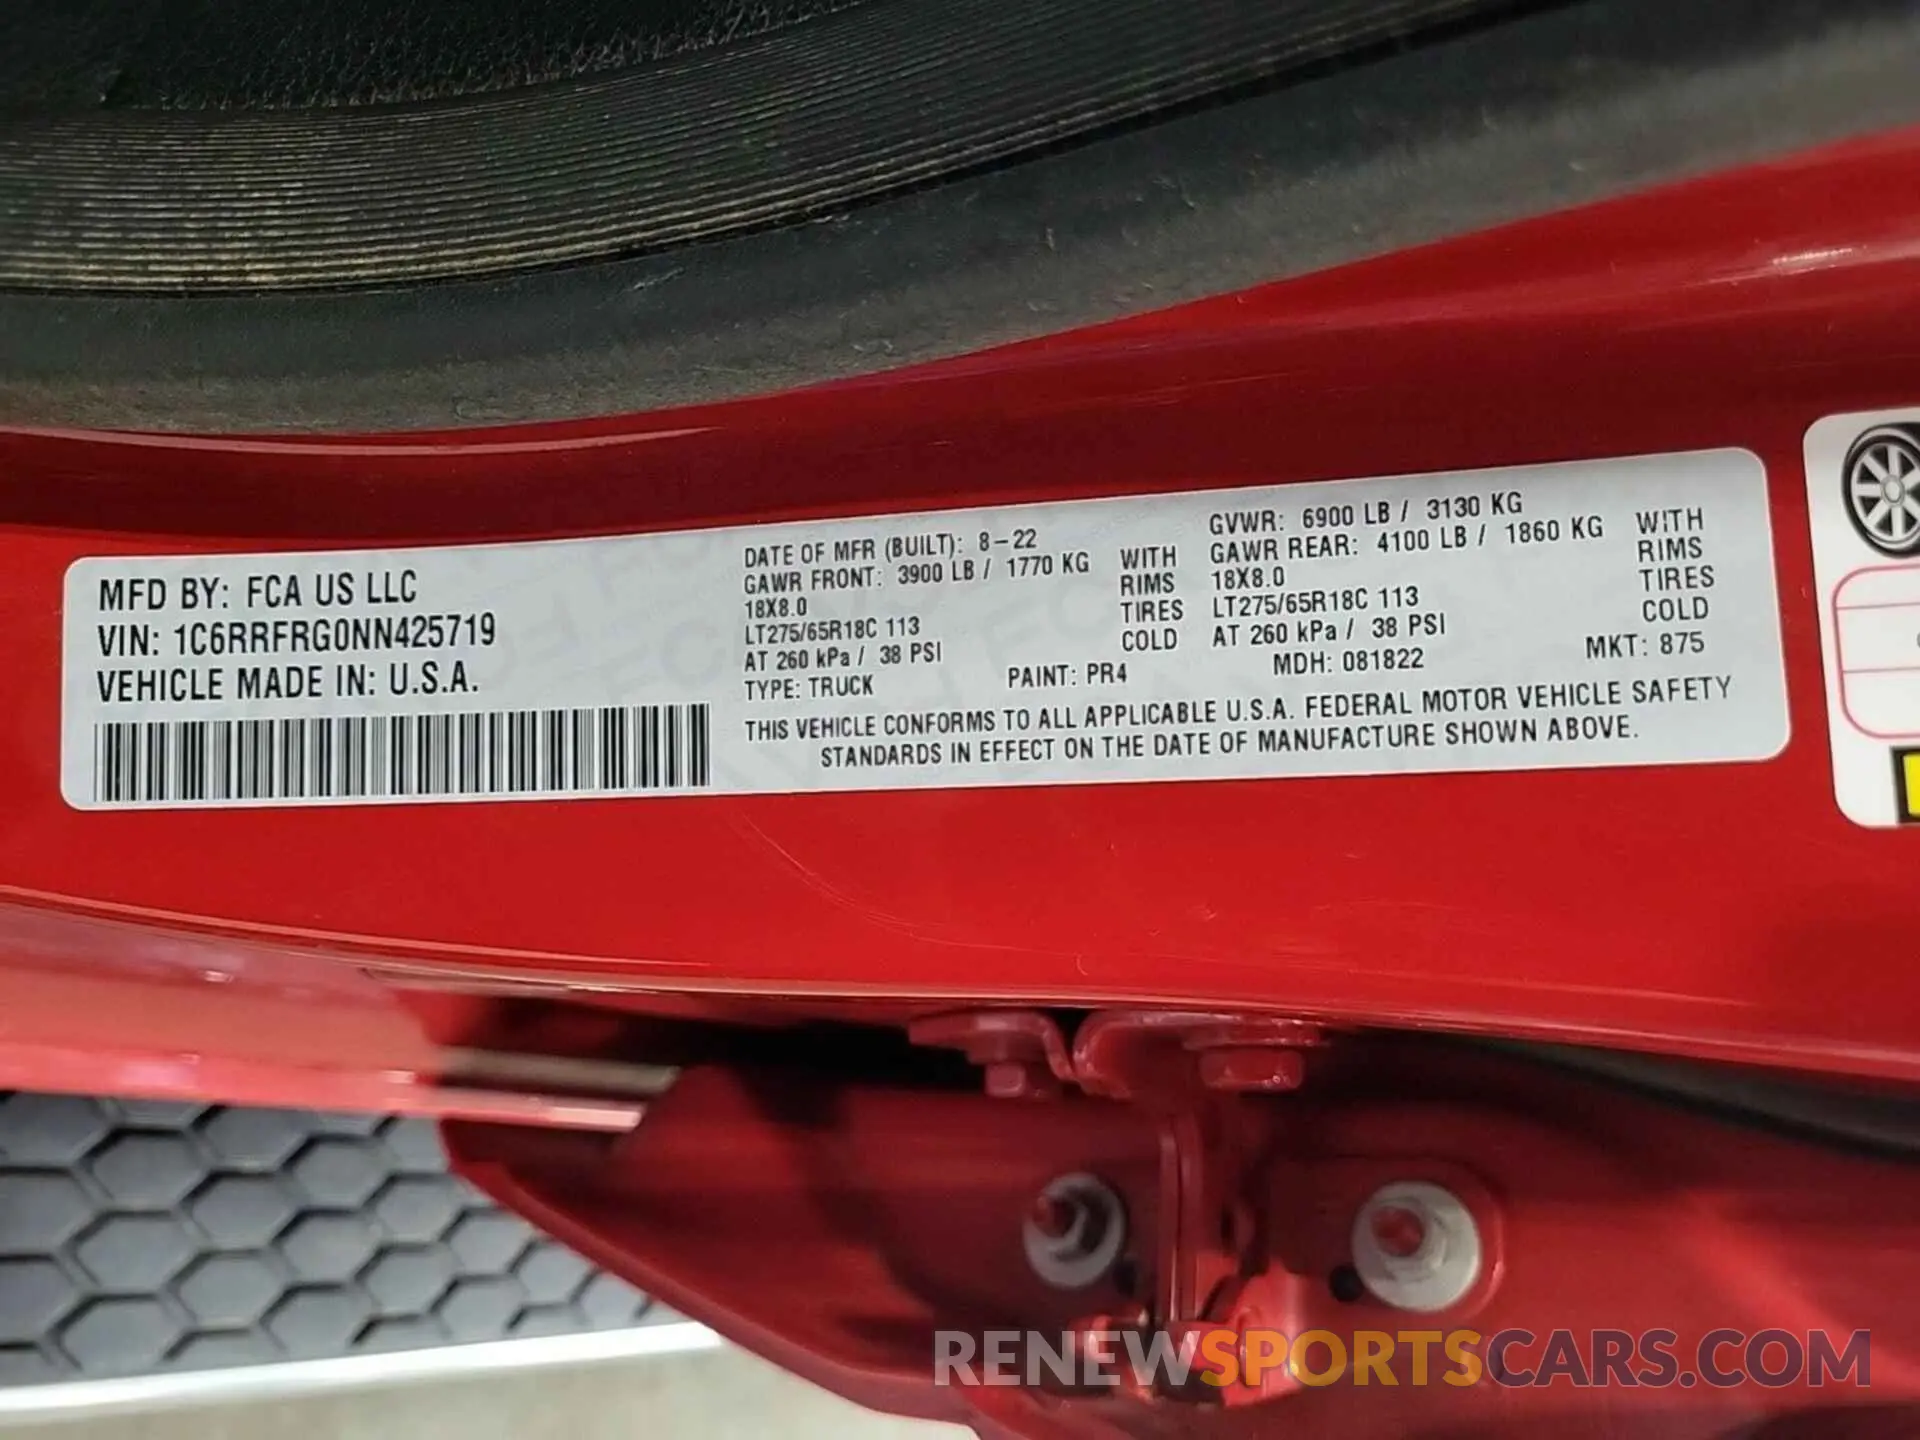 MFD BY: FCA US LLC
VIN: 1C6RRFRG0NN425719
VEHICLE MADE IN: U.S.A.
DATE OF MFR (BUILT): 8-22
GAWR FRONT: 3900 LB / 1770 KG WITH
18X8.0 RIMS
LT275/65R18C 113 TIRES
AT 260 kPa / 38 PSI COLD
GVWR: 6900 LB / 3130 KG
GAWR REAR: 4100 LB / 1860 KG WITH
18X8.0 RIMS
LT275/65R18C 113 TIRES
AT 260 kPa / 38 PSI COLD
TYPE: TRUCK PAINT: PR4 MDH: 081822 MKT: 875
THIS VEHICLE CONFORMS TO ALL APPLICABLE U.S.A. FEDERAL MOTOR VEHICLE SAFETY
STANDARDS IN EFFECT ON THE DATE OF MANUFACTURE SHOWN ABOVE.
RENEWSPORTSCARS.COM